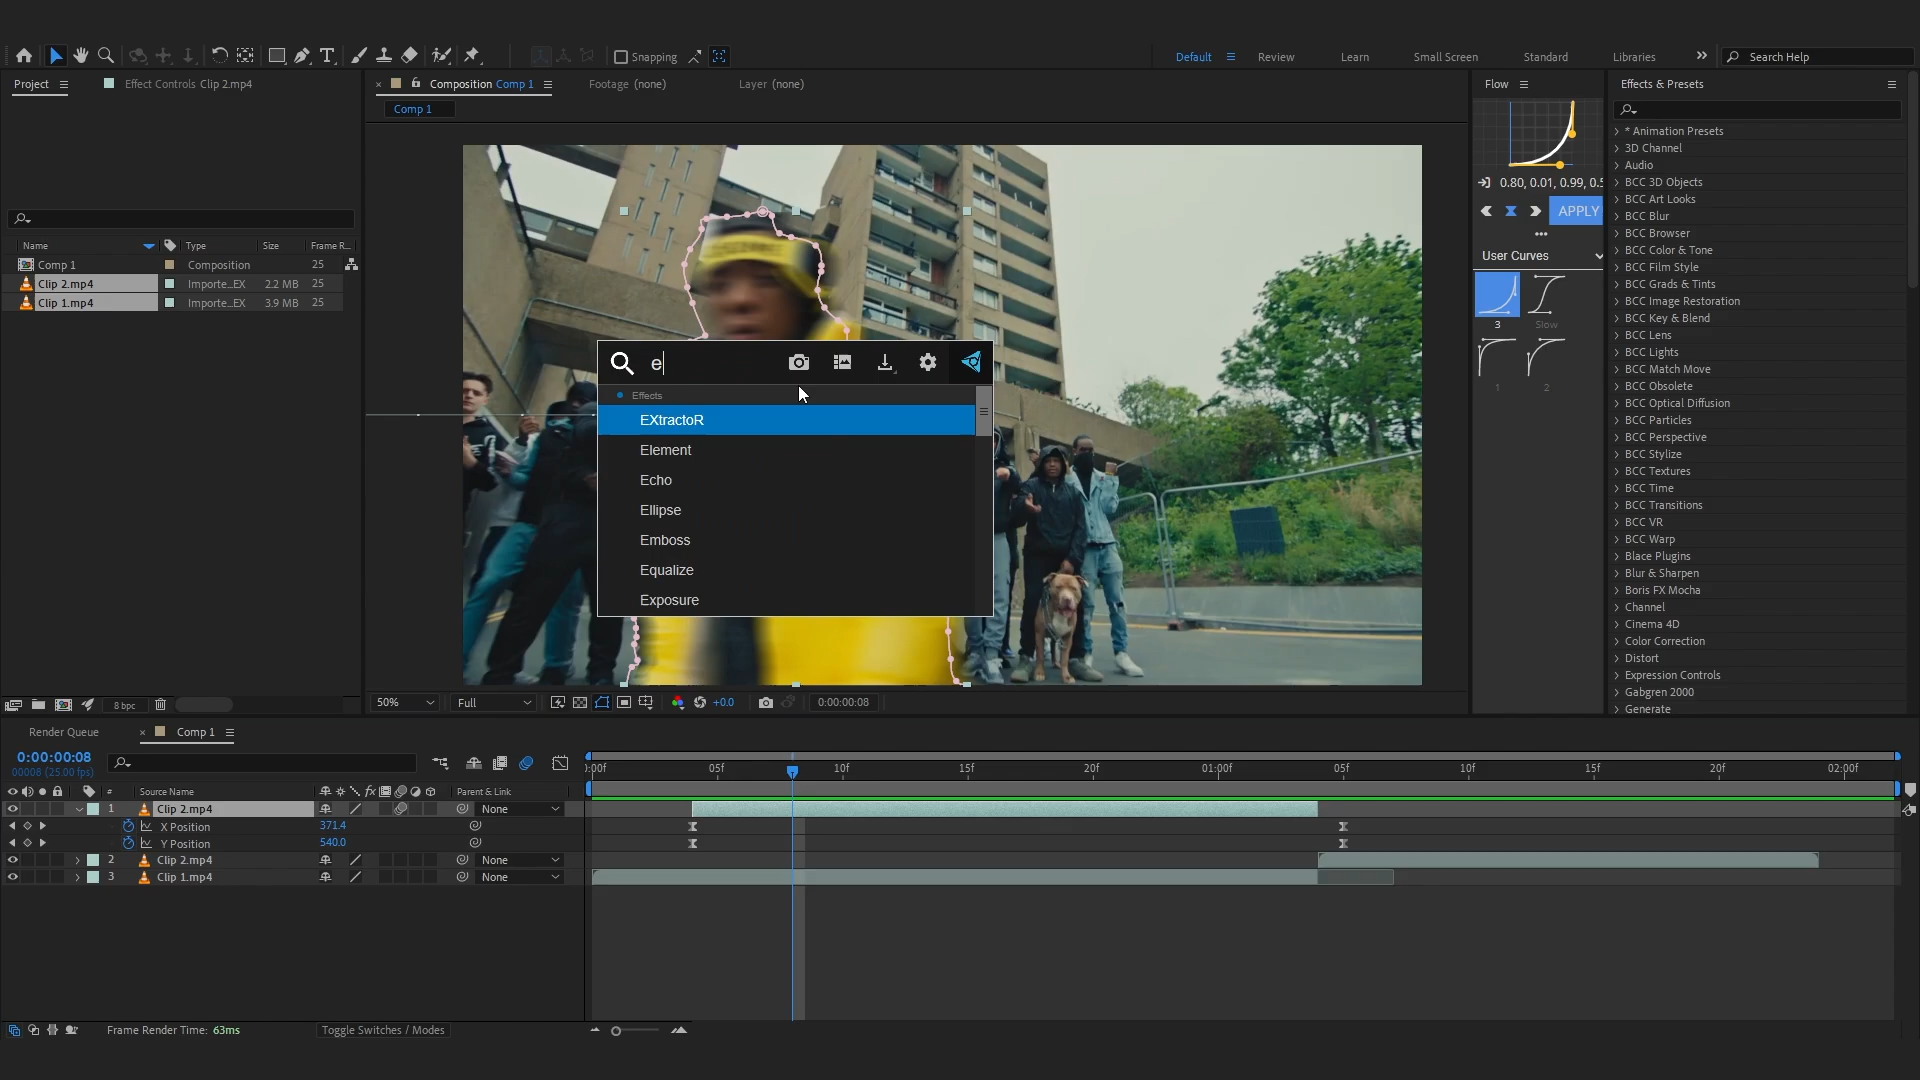 Snapping
Default
Review
Learn
Small Screen
Standard
Libraries
Search Help
Project
Effect Controls Clip 2.mp4
Composition Comp 1
Footage (none)
Layer (none)
Flow
Effects & Presets
Comp 1
Name
Type
Size
Frame R...
Comp 1
Composition
25
Clip 2.mp4
Importe...EX
2.2 MB
25
Clip 1.mp4
Importe...EX
3.9 MB
25
e
Effects
EXtractoR
Element
Echo
Ellipse
Emboss
Equalize
Exposure
0.80, 0.01, 0.99, 0.5
APPLY
User Curves
3
Slow
1
2
* Animation Presets
3D Channel
Audio
BCC 3D Objects
BCC Art Looks
BCC Blur
BCC Browser
BCC Color & Tone
BCC Film Style
BCC Grads & Tints
BCC Image Restoration
BCC Key & Blend
BCC Lens
BCC Lights
BCC Match Move
BCC Obsolete
BCC Optical Diffusion
BCC Particles
BCC Perspective
BCC Stylize
BCC Textures
BCC Time
BCC Transitions
BCC VR
BCC Warp
Blace Plugins
Blur & Sharpen
Boris FX Mocha
Channel
Cinema 4D
Color Correction
Distort
Expression Controls
Gabgren 2000
Generate
8 bpc
50%
Full
+0.0
0:00:00:08
Render Queue
Comp 1
0:00:00:08
00008 (25.00 fps)
:00f
05f
10f
15f
20f
01:00f
05f
10f
15f
20f
02:00f
#
Source Name
fx
Parent & Link
1
Clip 2.mp4
None
X Position
371.4
Y Position
540.0
2
Clip 2.mp4
None
3
Clip 1.mp4
None
Frame Render Time: 63ms
Toggle Switches / Modes